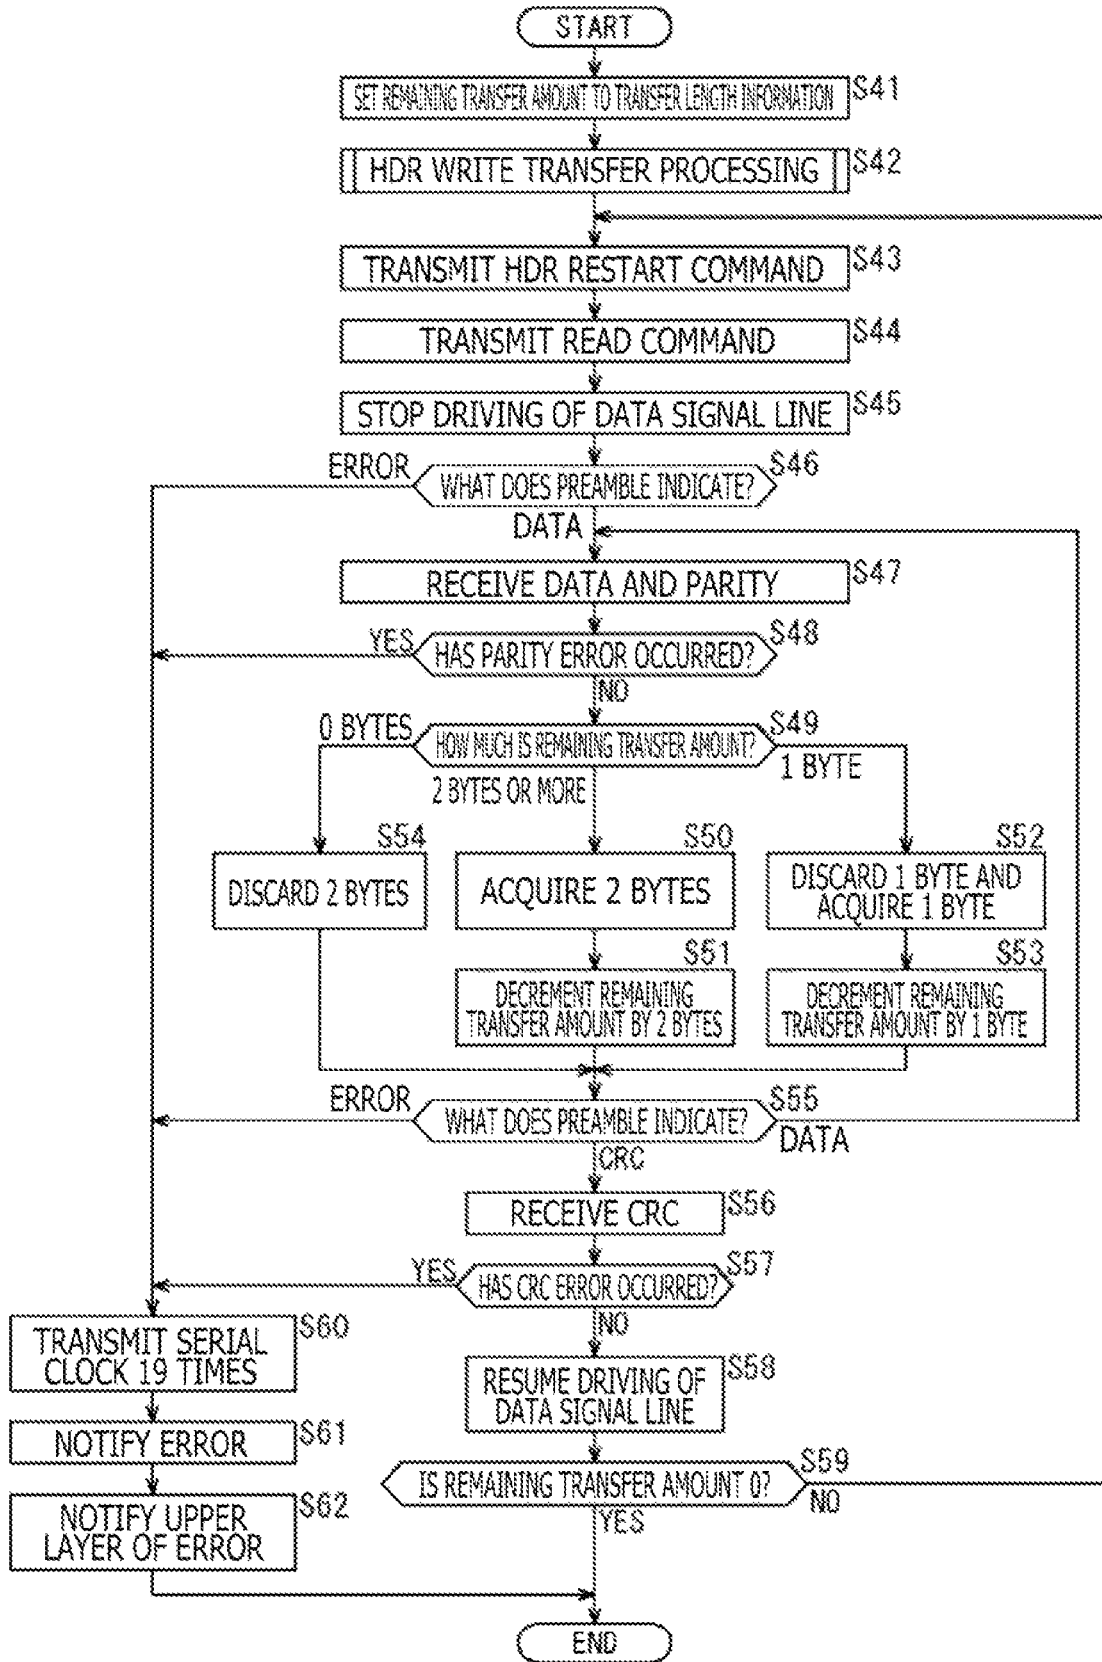 START
SET REMAINING TRANSFER AMOUNT TO TRANSFER LENGTH INFORMATION
S41
HDR WRITE TRANSFER PROCESSING
S42
TRANSMIT HDR RESTART COMMAND
S43
TRANSMIT READ COMMAND
S44
STOP DRIVING OF DATA SIGNAL LINE
S45
ERROR
WHAT DOES PREAMBLE INDICATE?
S46
DATA
RECEIVE DATA AND PARITY
S47
YES
HAS PARITY ERROR OCCURRED?
S48
NO
0 BYTES
HOW MUCH IS REMAINING TRANSFER AMOUNT?
S49
1 BYTE
2 BYTES OR MORE
S54
DISCARD 2 BYTES
S50
ACQUIRE 2 BYTES
S52
DISCARD 1 BYTE AND
ACQUIRE 1 BYTE
S51
DECREMENT REMAINING
TRANSFER AMOUNT BY 2 BYTES
S53
DECREMENT REMAINING
TRANSFER AMOUNT BY 1 BYTE
ERROR
WHAT DOES PREAMBLE INDICATE?
S55
DATA
CRC
RECEIVE CRC
S56
YES
HAS CRC ERROR OCCURRED?
S57
NO
TRANSMIT SERIAL
CLOCK 19 TIMES
S60
RESUME DRIVING OF
DATA SIGNAL LINE
S58
NOTIFY ERROR
S61
IS REMAINING TRANSFER AMOUNT 0?
S59
NO
YES
NOTIFY UPPER
LAYER OF ERROR
S62
END